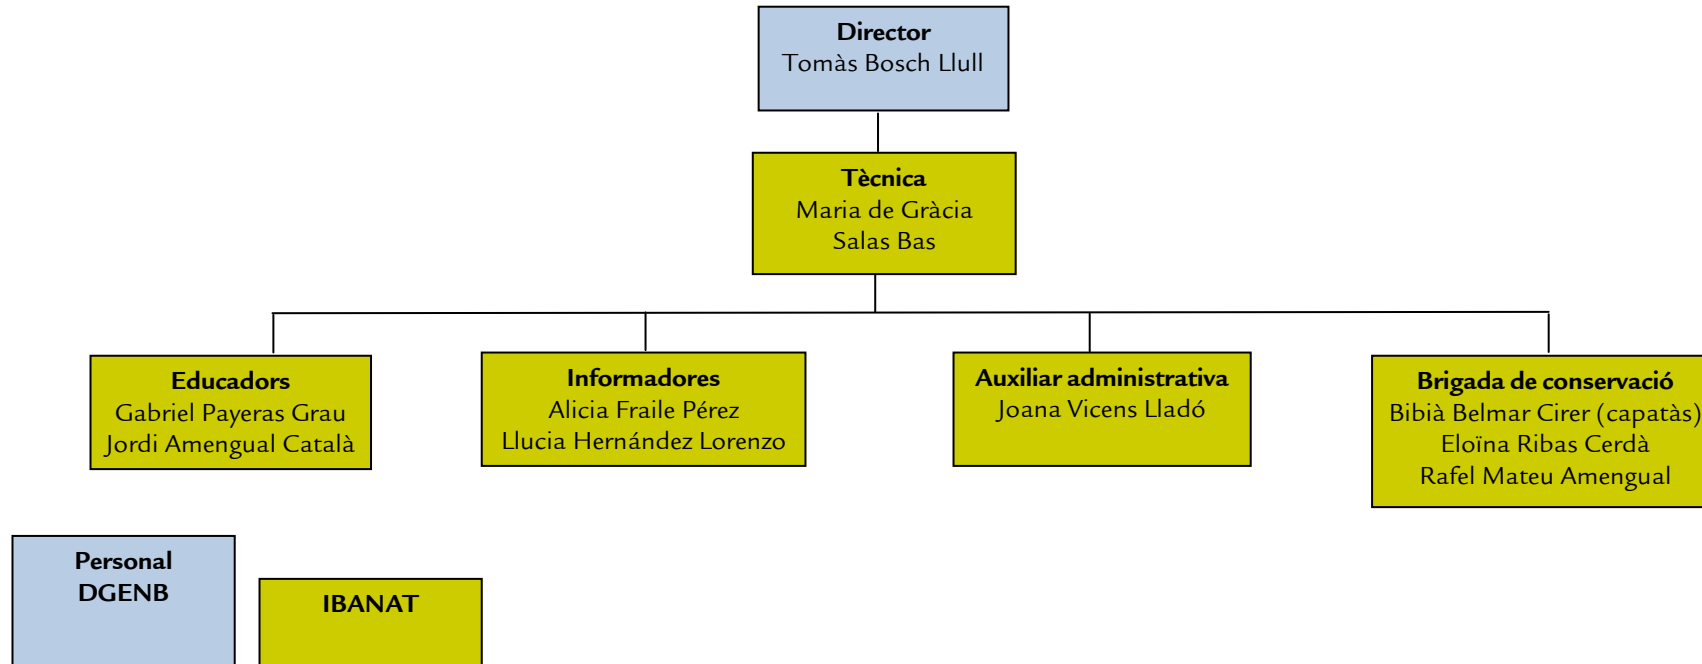 Director
Tomàs Bosch Llull
Tècnica
Maria de Gràcia
Salas Bas
Educadors
Gabriel Payeras Grau
Jordi Amengual Català
Informadores
Alicia Fraile Pérez
Llucia Hernández Lorenzo
Auxiliar administrativa
Joana Vicens Lladó
Brigada de conservació
Bibià Belmar Cirer (capatàs)
Eloïna Ribas Cerdà
Rafel Mateu Amengual
Personal
DGENB
IBANAT